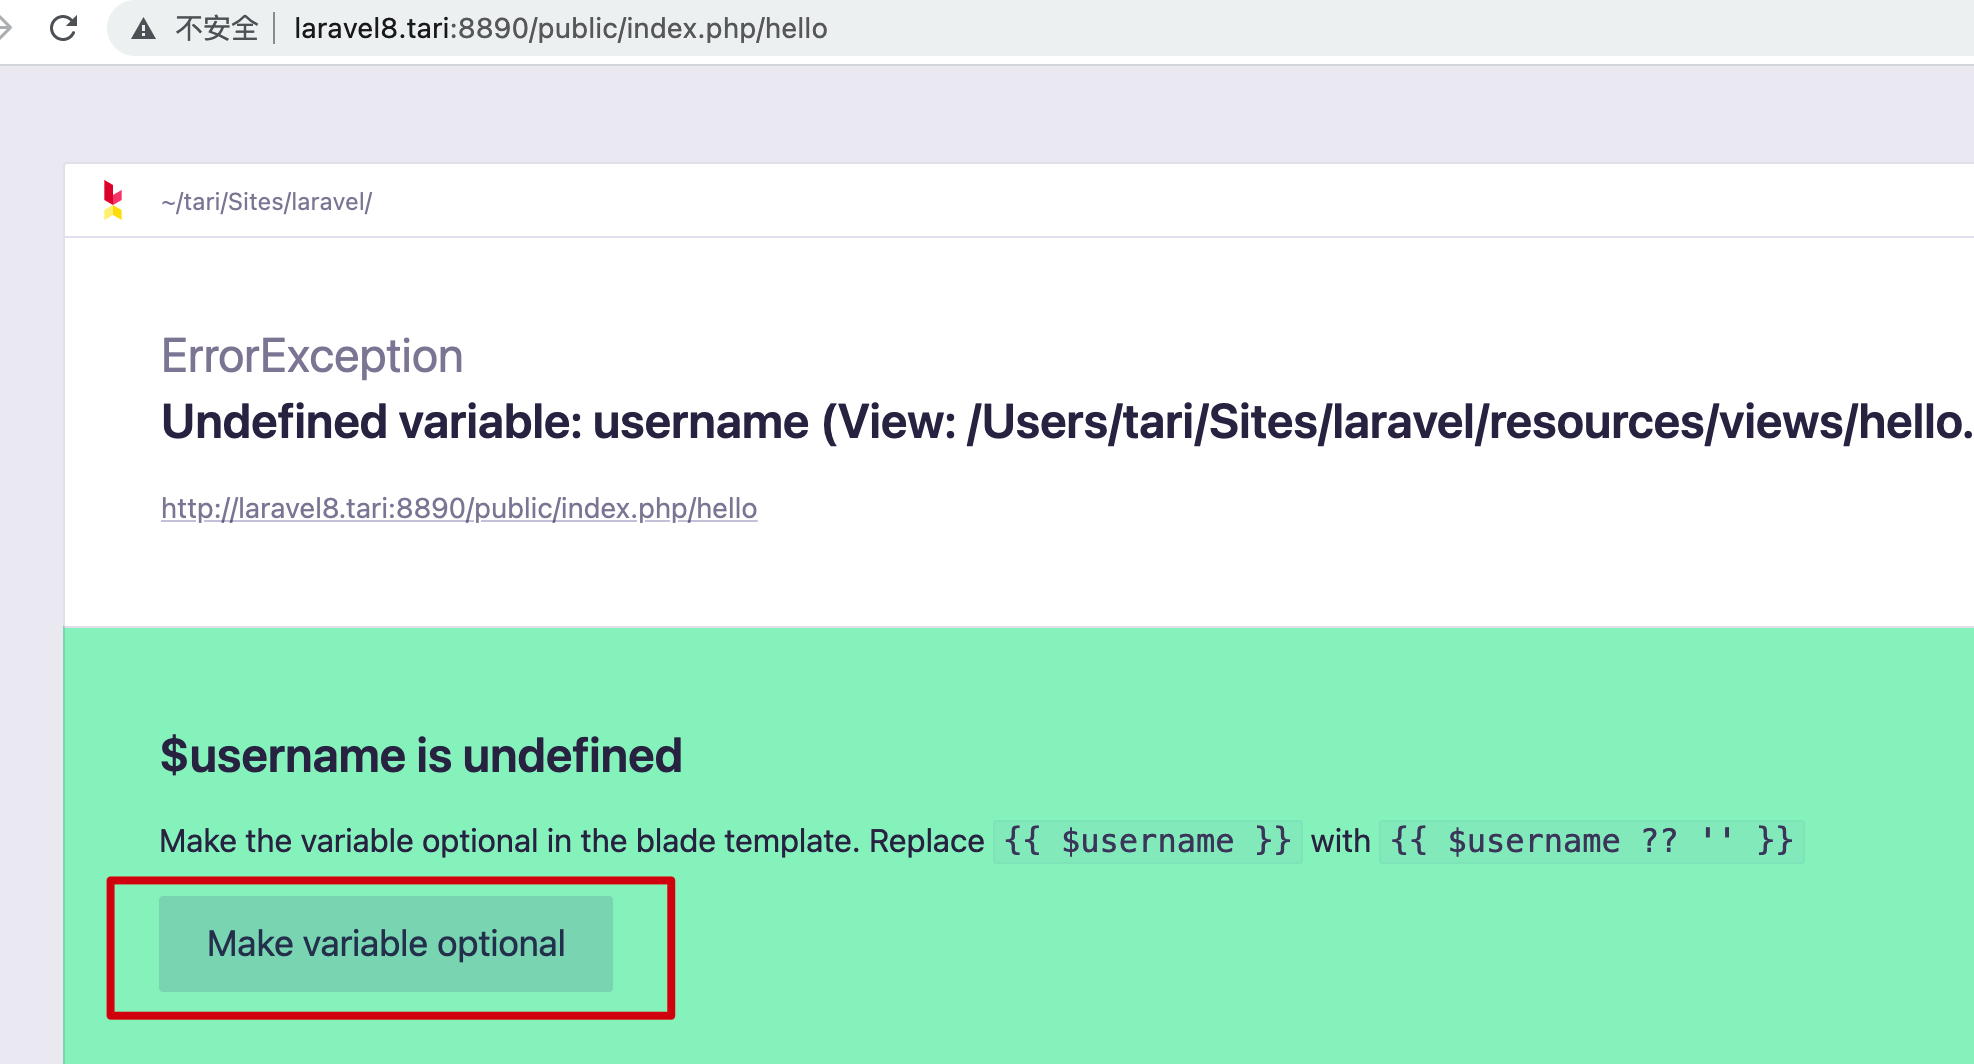 不安全 laravel8.tari:8890/public/index.php/hello
~/tari/Sites/laravel/
ErrorException
Undefined variable: username (View: /Users/tari/Sites/laravel/resources/views/hello.
http://laravel8.tari:8890/public/index.php/hello
$username is undefined
Make the variable optional in the blade template. Replace {{ $username }} with {{ $username ?? '' }}
Make variable optional